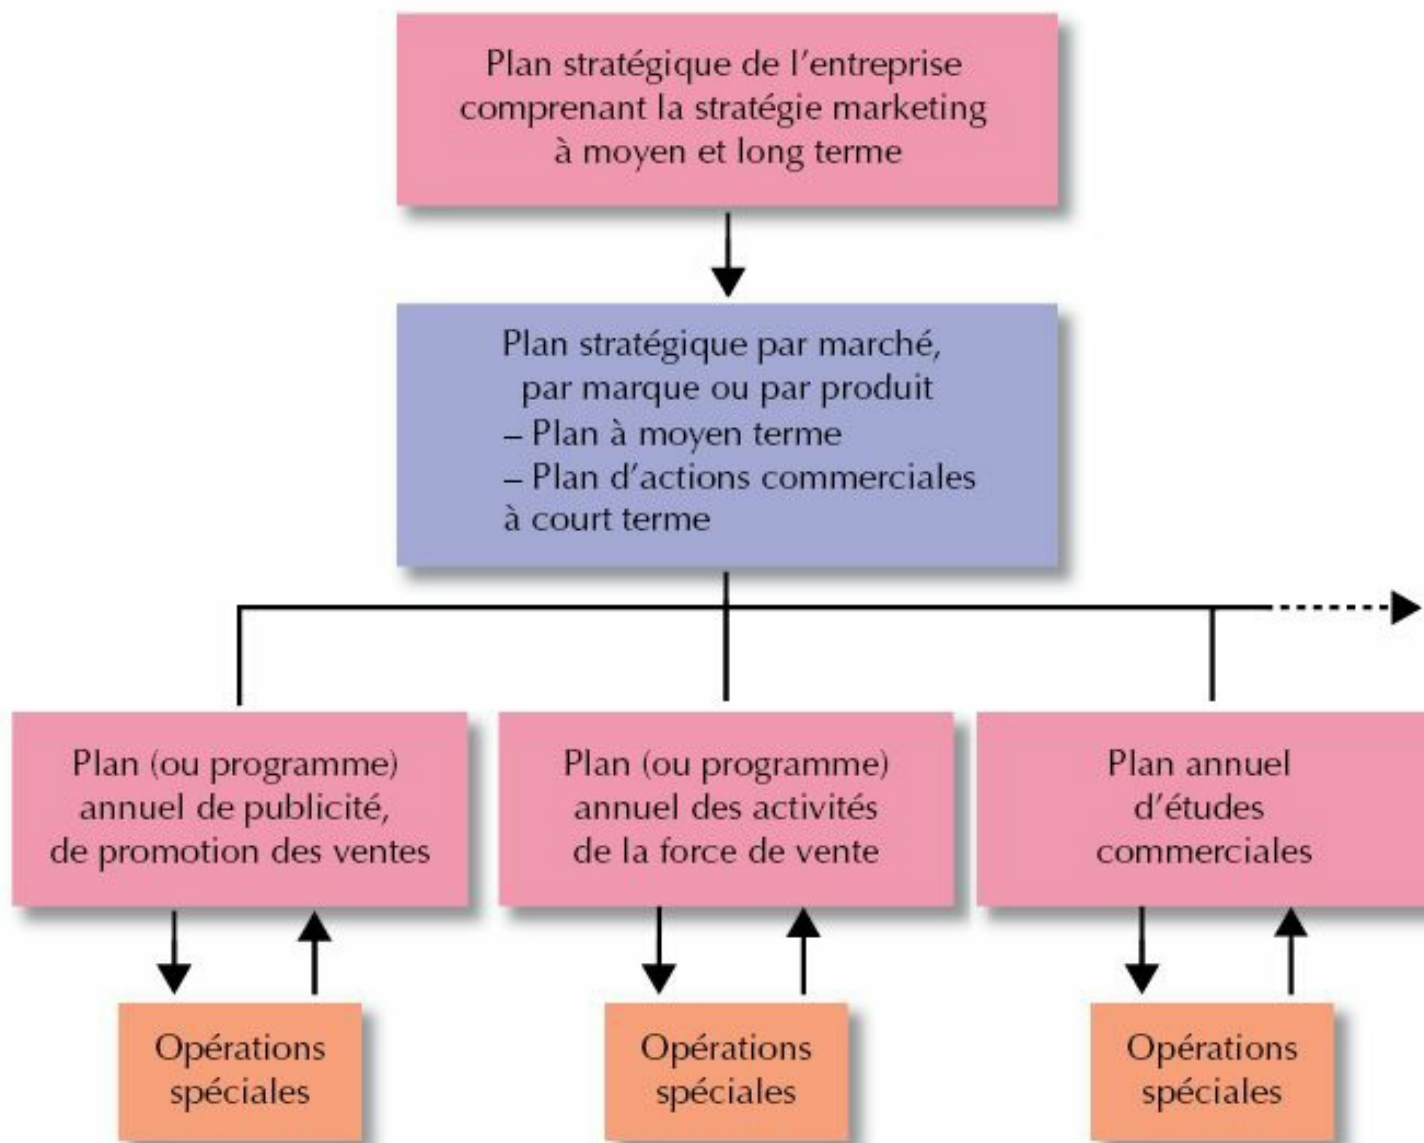 Plan stratégique de l'entreprise
comprenant la stratégie marketing
à moyen et long terme
Plan stratégique par marché,
par marque ou par produit
– Plan à moyen terme
– Plan d'actions commerciales
à court terme
Plan (ou programme)
annuel de publicité,
de promotion des ventes
Plan (ou programme)
annuel des activités
de la force de vente
Plan annuel
d'études
commerciales
Opérations
spéciales
Opérations
spéciales
Opérations
spéciales